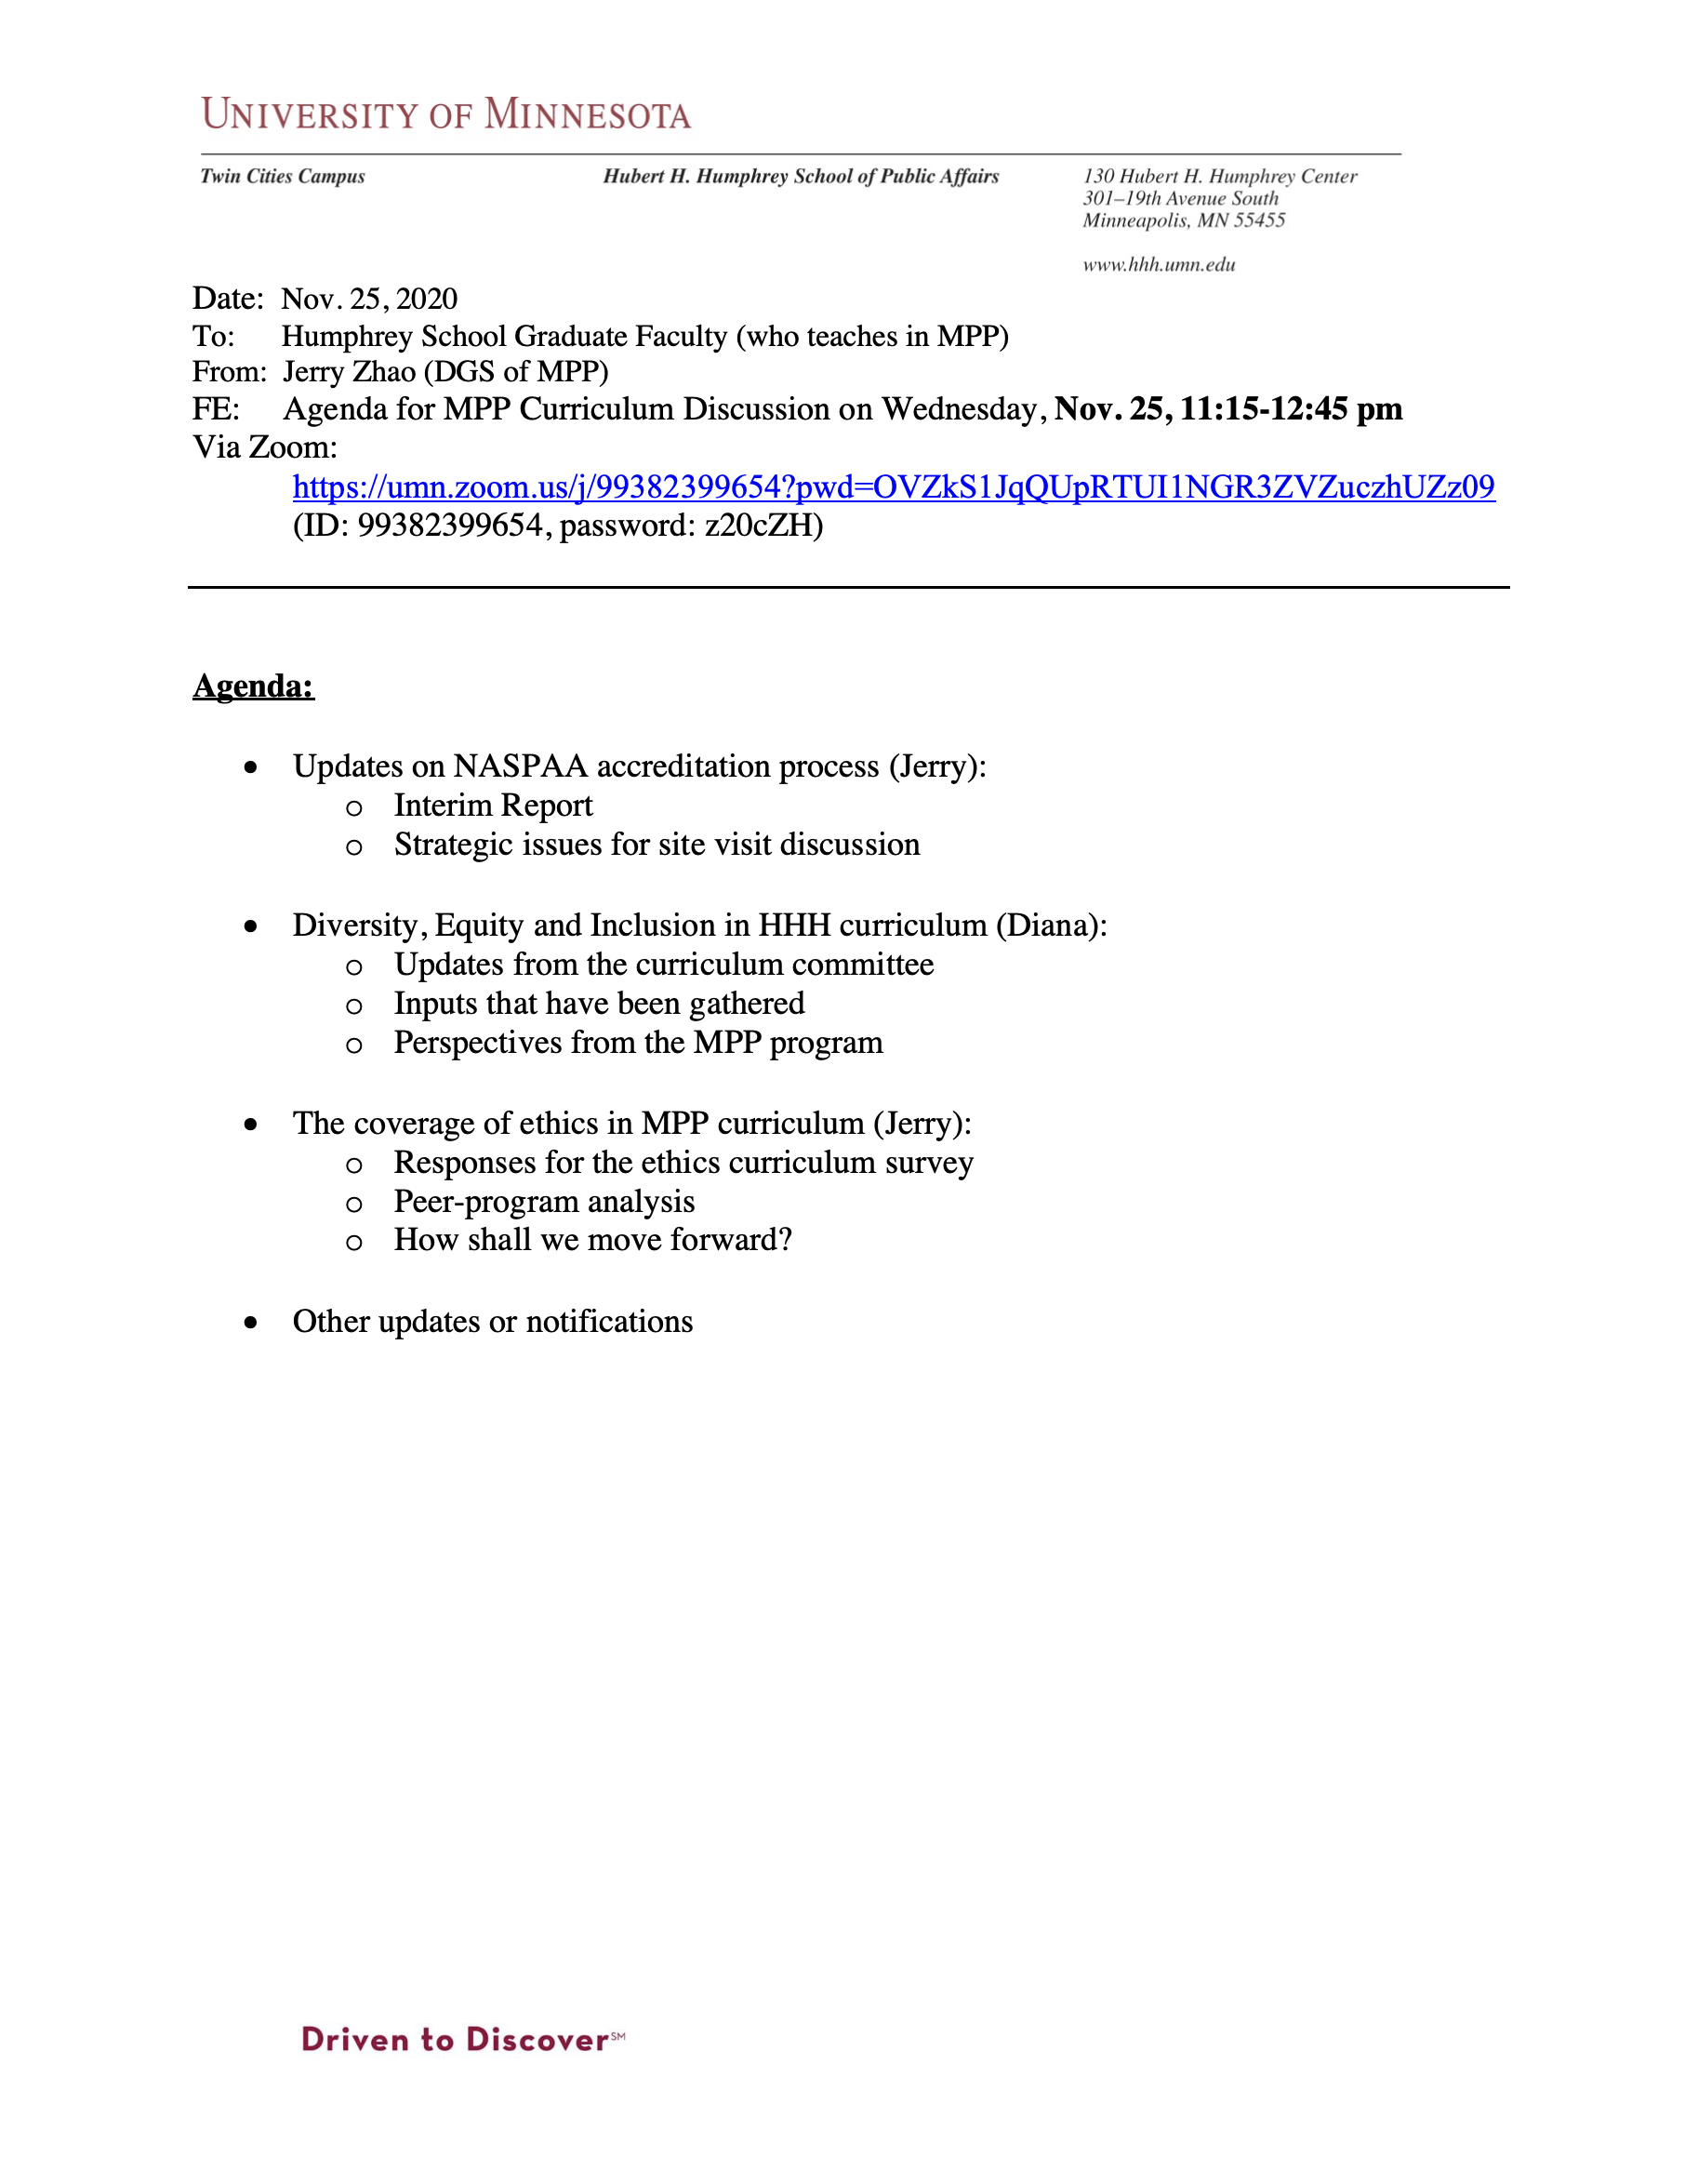 UNIVERSITY OF MINNESOTA
Twin Cities Campus
Hubert H. Humphrey School of Public Affairs
130 Hubert H. Humphrey Center
301–19th Avenue South
Minneapolis, MN 55455
www.hhh.umn.edu
Date: Nov. 25, 2020
To: Humphrey School Graduate Faculty (who teaches in MPP)
From: Jerry Zhao (DGS of MPP)
FE: Agenda for MPP Curriculum Discussion on Wednesday, Nov. 25, 11:15-12:45 pm
Via Zoom:
https://umn.zoom.us/j/99382399654?pwd=OVZkS1JqQUpRTUI1NGR3ZVZuczhUZz09
(ID: 99382399654, password: z20cZH)
Agenda:
• Updates on NASPAA accreditation process (Jerry):
o Interim Report
o Strategic issues for site visit discussion
• Diversity, Equity and Inclusion in HHH curriculum (Diana):
o Updates from the curriculum committee
o Inputs that have been gathered
o Perspectives from the MPP program
• The coverage of ethics in MPP curriculum (Jerry):
o Responses for the ethics curriculum survey
o Peer-program analysis
o How shall we move forward?
• Other updates or notifications
Driven to Discover℠